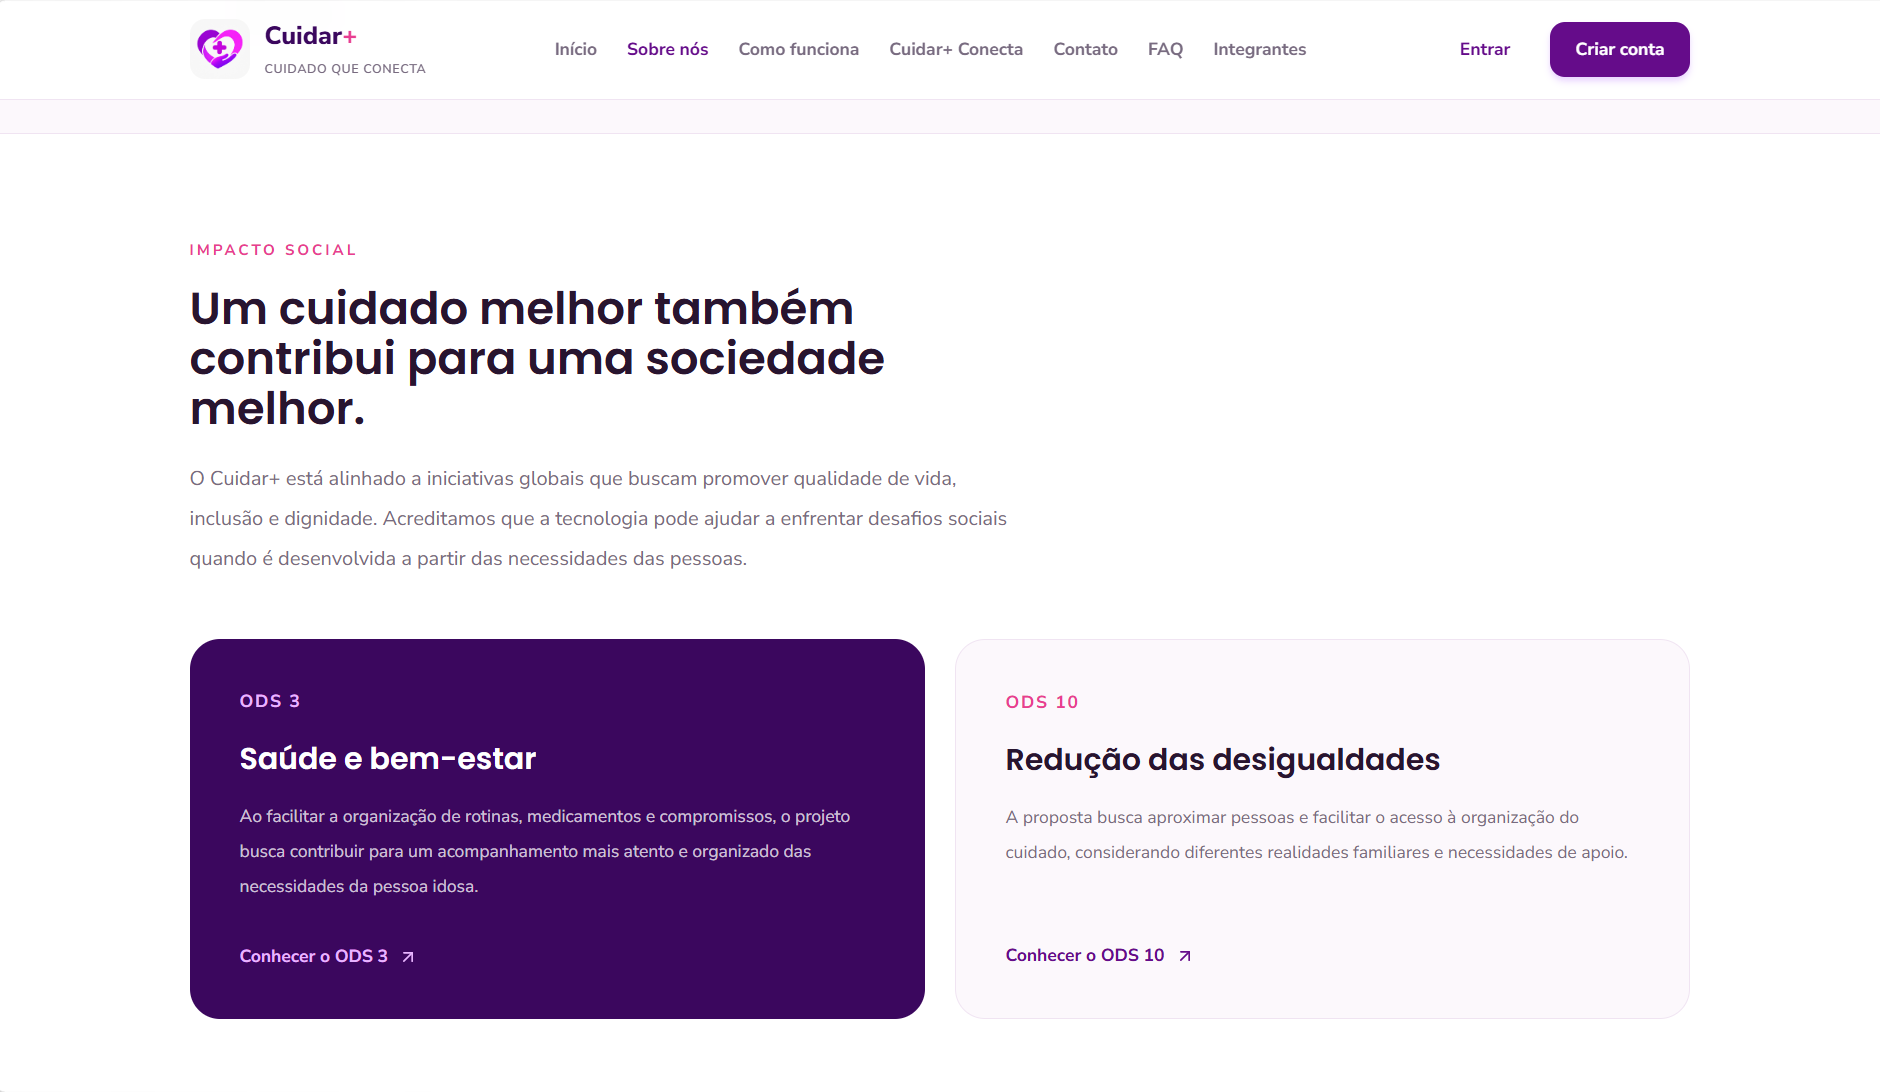 Cuidar+
CUIDADO QUE CONECTA
Início
Sobre nós
Como funciona
Cuidar+ Conecta
Contato
FAQ
Integrantes
Entrar
Criar conta
IMPACTO SOCIAL
Um cuidado melhor também
contribui para uma sociedade
melhor.
O Cuidar+ está alinhado a iniciativas globais que buscam promover qualidade de vida,
inclusão e dignidade. Acreditamos que a tecnologia pode ajudar a enfrentar desafios sociais
quando é desenvolvida a partir das necessidades das pessoas.
ODS 3
Saúde e bem-estar
Ao facilitar a organização de rotinas, medicamentos e compromissos, o projeto
busca contribuir para um acompanhamento mais atento e organizado das
necessidades da pessoa idosa.
Conhecer o ODS 3
ODS 10
Redução das desigualdades
A proposta busca aproximar pessoas e facilitar o acesso à organização do
cuidado, considerando diferentes realidades familiares e necessidades de apoio.
Conhecer o ODS 10